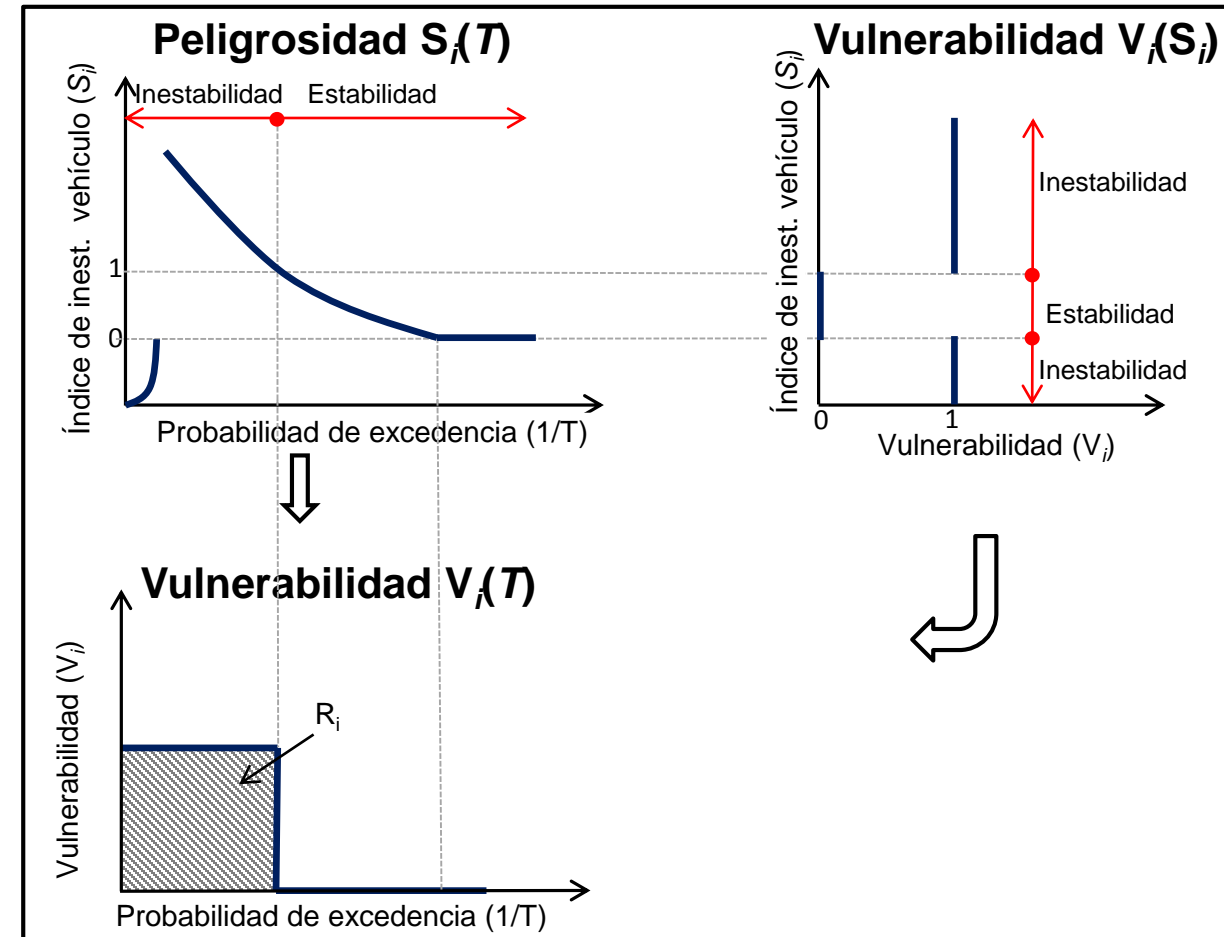 Peligrosidad Si(T)
Inestabilidad Estabilidad
Índice de inest. vehículo (Si)
1
0
Probabilidad de excedencia (1/T)
Vulnerabilidad Vi(Si)
Índice de inest. vehículo (Si)
Inestabilidad
Estabilidad
Inestabilidad
0 1
Vulnerabilidad (Vi)
Vulnerabilidad Vi(T)
Vulnerabilidad (Vi)
Ri
Probabilidad de excedencia (1/T)